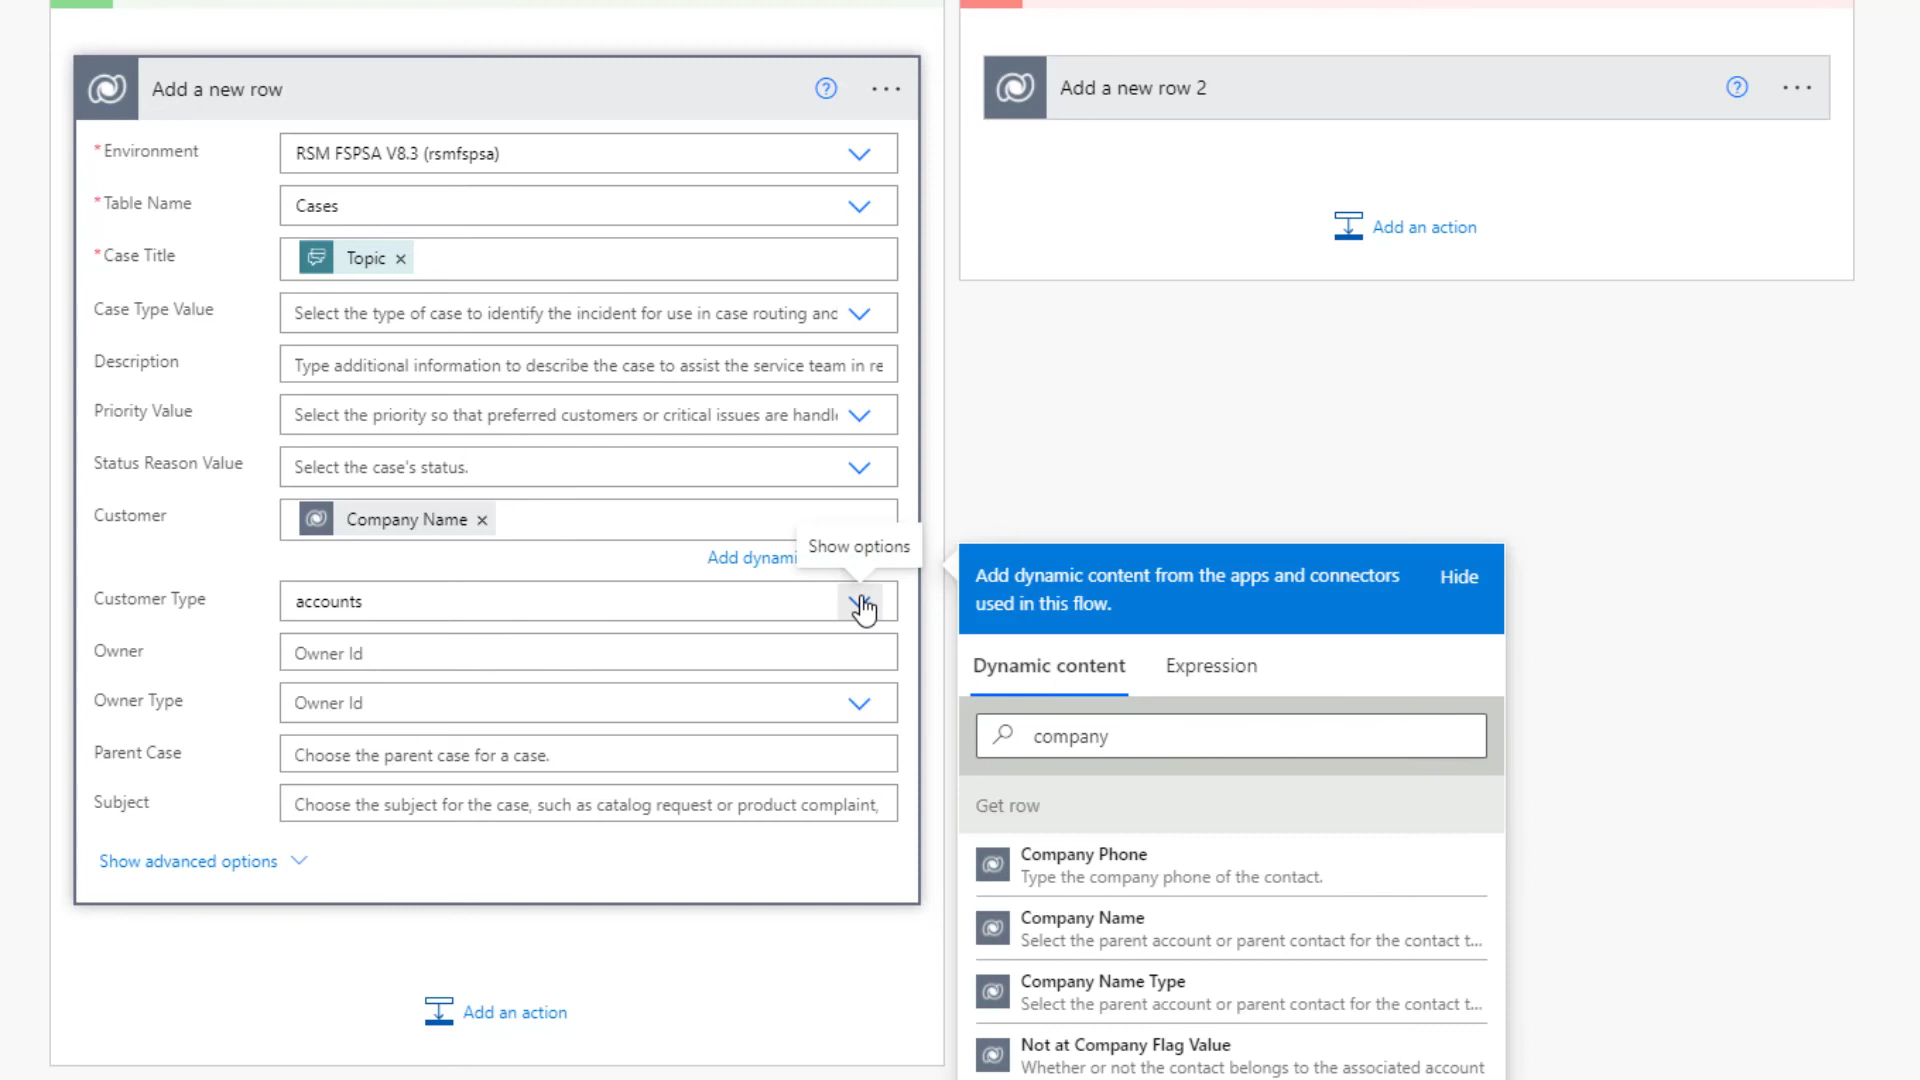 Add a new row
?
...
* Environment
RSM FSPSA V8.3 (rsmfspsa)
* Table Name
Cases
* Case Title
Topic ×
Case Type Value
Select the type of case to identify the incident for use in case routing anc
Description
Type additional information to describe the case to assist the service team in re
Priority Value
Select the priority so that preferred customers or critical issues are handl
Status Reason Value
Select the case's status.
Customer
Company Name ×
Add dynami
Show options
Customer Type
accounts
Owner
Owner Id
Owner Type
Owner Id
Parent Case
Choose the parent case for a case.
Subject
Choose the subject for the case, such as catalog request or product complaint,
Show advanced options
Add an action
Add a new row 2
?
...
Add an action
Add dynamic content from the apps and connectors
used in this flow.
Hide
Dynamic content
Expression
company
Get row
Company Phone
Type the company phone of the contact.
Company Name
Select the parent account or parent contact for the contact t...
Company Name Type
Select the parent account or parent contact for the contact t...
Not at Company Flag Value
Whether or not the contact belongs to the associated account